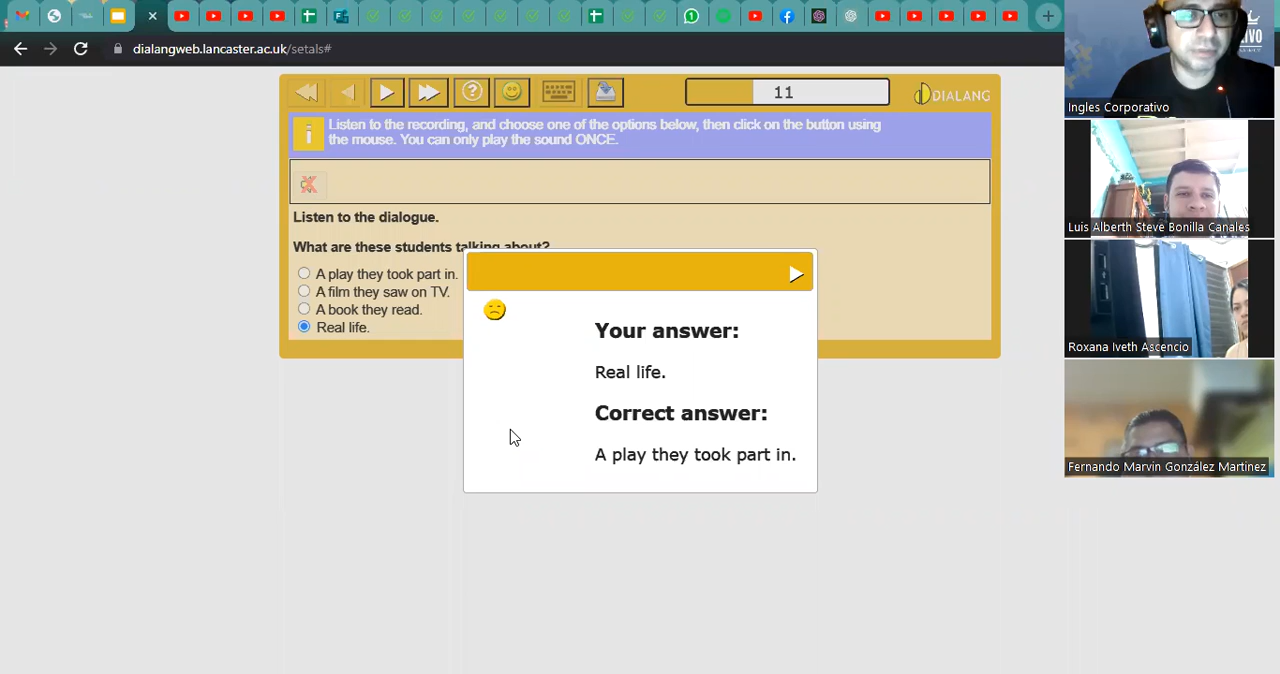 dialangweb.lancaster.ac.uk/setals#
11
DIALANG
Listen to the recording, and choose one of the options below, then click on the button using
the mouse. You can only play the sound ONCE.
Listen to the dialogue.
What are these students talking about?
A play they took part in.
A film they saw on TV.
A book they read.
Real life.
Your answer:
Real life.
Correct answer:
A play they took part in.
Ingles Corporativo
Luis Alberth Steve Bonilla Canales
Roxana Iveth Ascencio
Fernando Marvin González Martínez